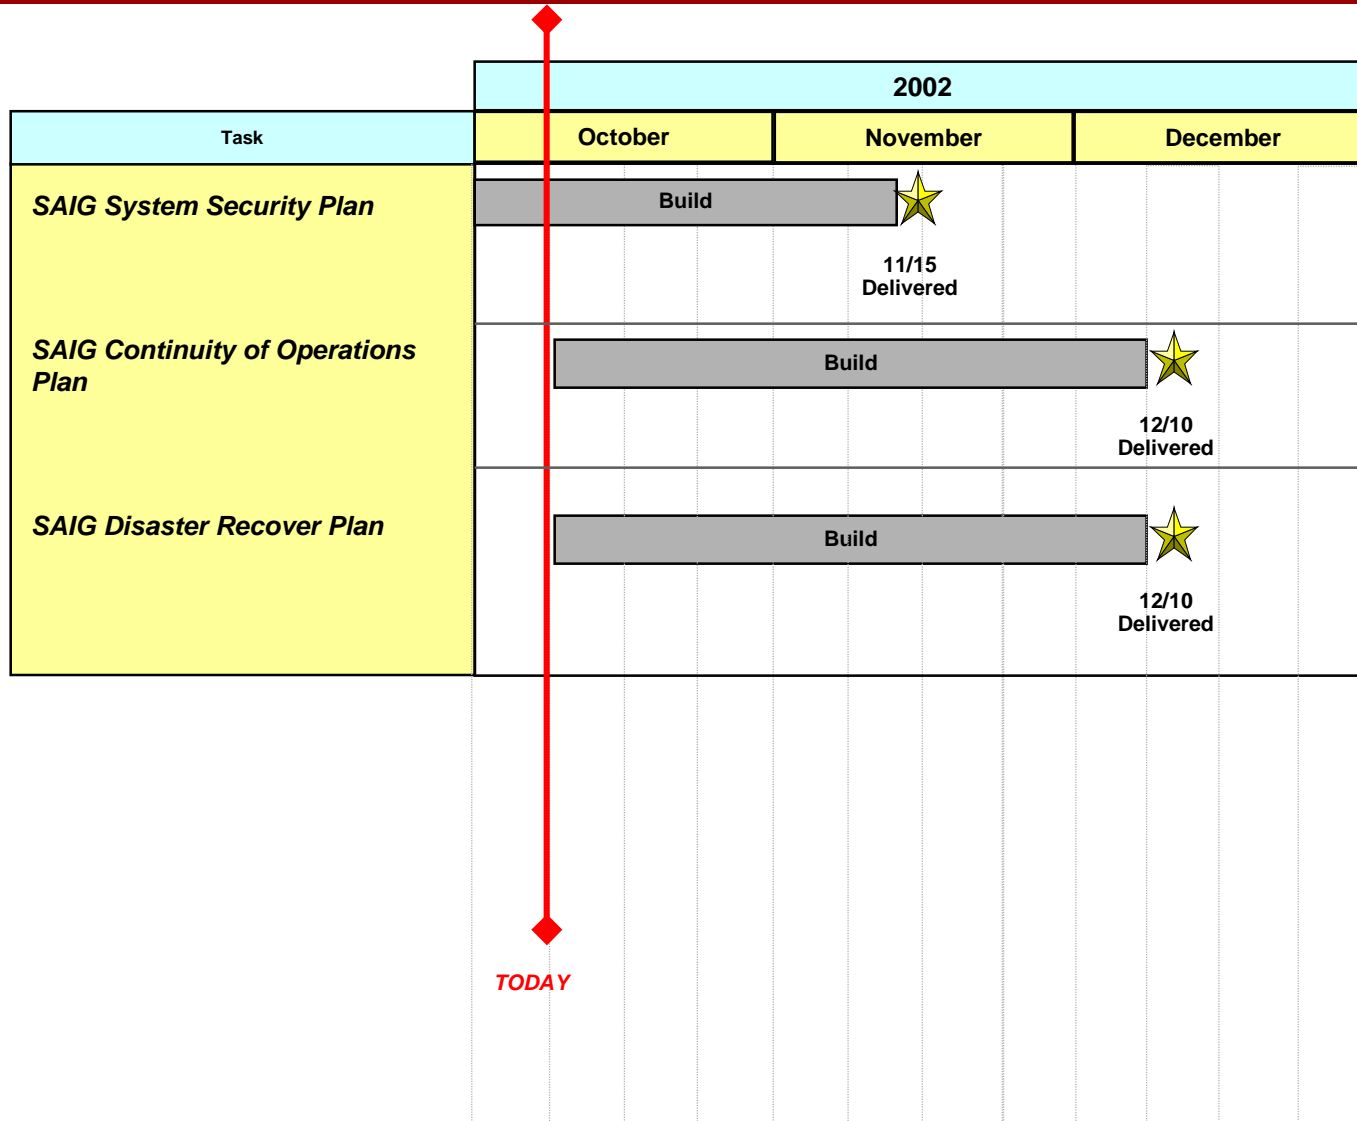 2002
Task
October
November
December
SAIG System Security Plan
Build
11/15
Delivered
SAIG Continuity of Operations
Plan
Build
12/10
Delivered
SAIG Disaster Recover Plan
Build
12/10
Delivered
TODAY